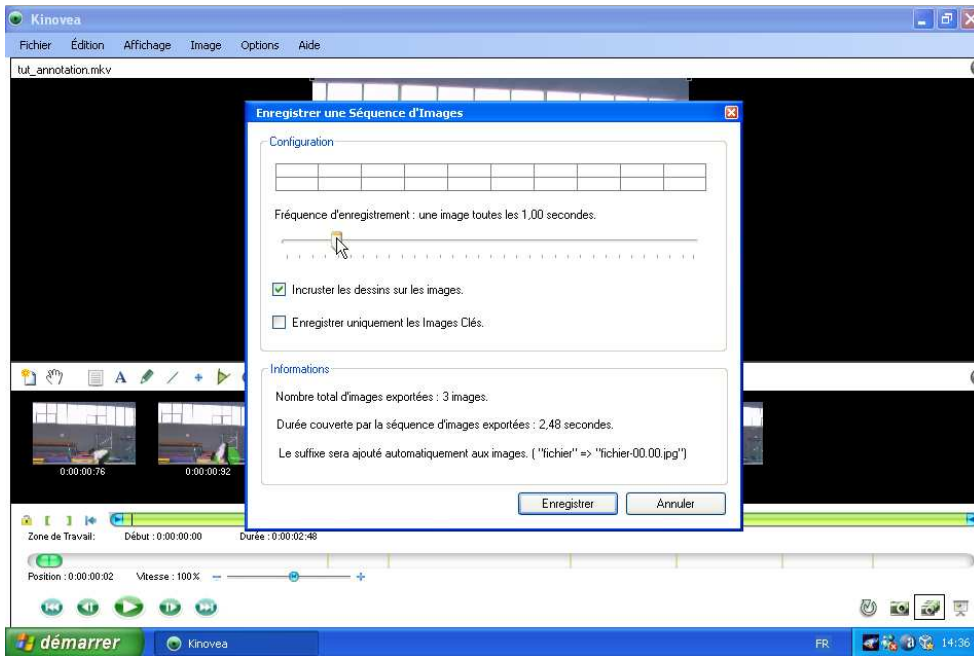 Kinovea
Fichier Édition Affichage Image Options Aide
tut_annotation.mkv
Enregistrer une Séquence d'Images
Configuration
Fréquence d'enregistrement : une image toutes les 1,00 secondes.
Incruster les dessins sur les images.
Enregistrer uniquement les Images Clés.
A
Informations
Nombre total d'images exportées : 3 images.
Durée couverte par la séquence d'images exportées : 2,48 secondes.
Le suffixe sera ajouté automatiquement aux images. ( "fichier" => "fichier-00.00.jpg")
0:00:00:76 0:00:00:92
Enregistrer Annuler
Zone de Travail: Début : 0:00:00:00 Durée : 0:00:02:48
Position : 0:00:00:02 Vitesse : 100%
démarrer Kinovea FR 14:36